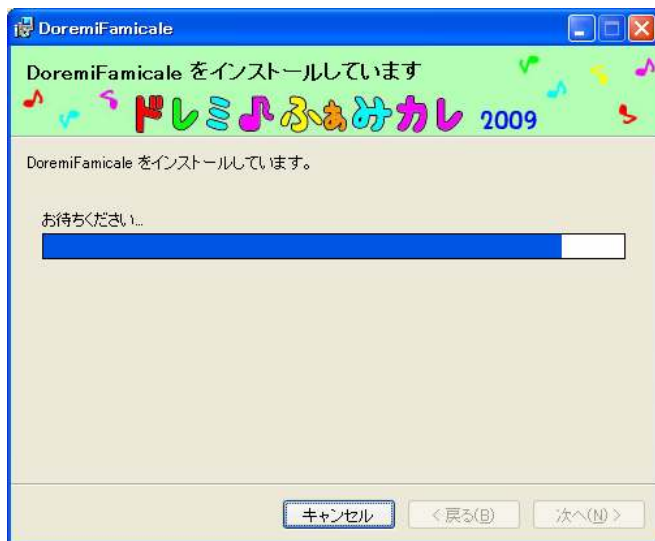 DoremiFamicale
DoremiFamicale をインストールしています
ドレミ♪ふぁみカレ 2009
DoremiFamicale をインストールしています。
お待ちください...
キャンセル
< 戻る(B)
次へ(N) >